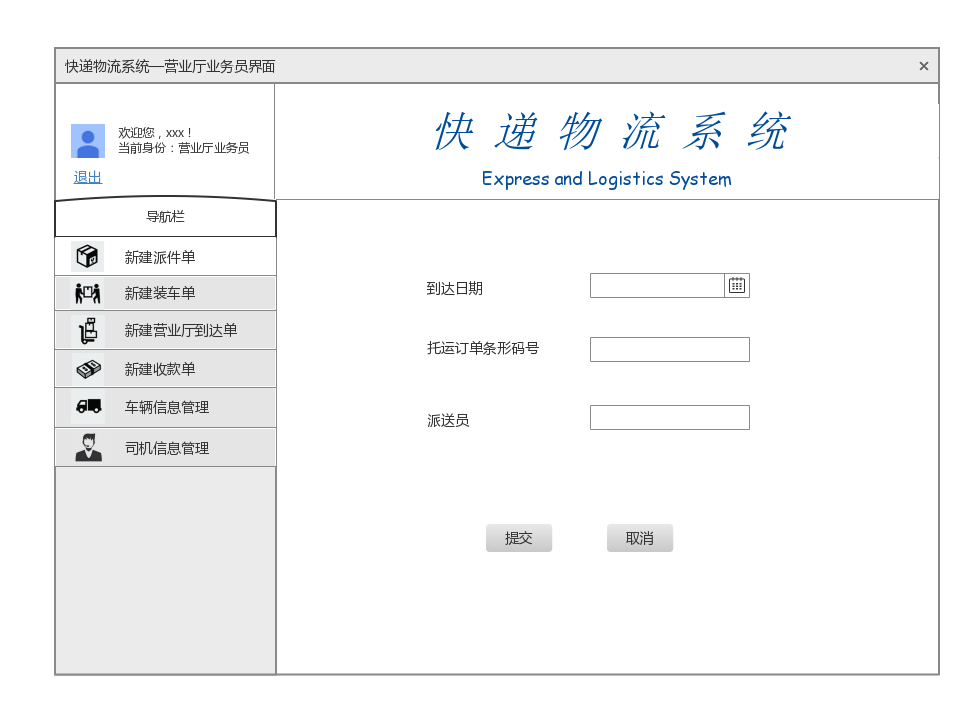 快递物流系统—营业厅业务员界面
欢迎您，xxx！
当前身份：营业厅业务员
退出
快递物流系统
Express and Logistics System
导航栏
新建派件单
新建装车单
新建营业厅到达单
新建收款单
车辆信息管理
司机信息管理
到达日期
托运订单条形码号
派送员
提交
取消